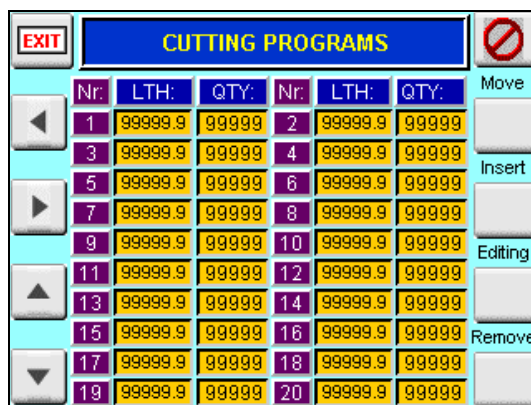 EXIT
CUTTING PROGRAMS
Nr: LTH: QTY: Nr: LTH: QTY:
Move
1 99999.9 99999 2 99999.9 99999
3 99999.9 99999 4 99999.9 99999
Insert
5 99999.9 99999 6 99999.9 99999
7 99999.9 99999 8 99999.9 99999
9 99999.9 99999 10 99999.9 99999
Editing
11 99999.9 99999 12 99999.9 99999
13 99999.9 99999 14 99999.9 99999
15 99999.9 99999 16 99999.9 99999
Remove
17 99999.9 99999 18 99999.9 99999
19 99999.9 99999 20 99999.9 99999